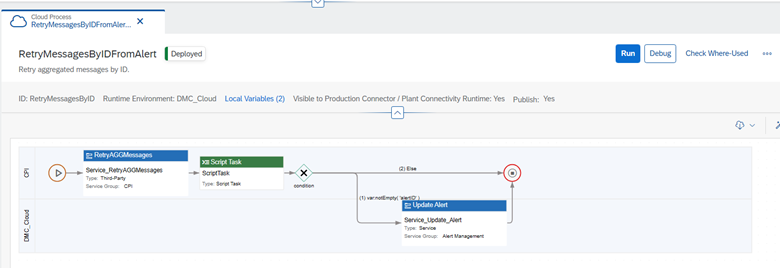 Cloud Process
RetryMessagesByIDFromAler...
RetryMessagesByIDFromAlert Deployed
Run Debug Check Where-Used
Retry aggregated messages by ID.
ID: RetryMessagesByID Runtime Environment: DMC_Cloud Local Variables (2) Visible to Production Connector / Plant Connectivity Runtime: Yes Publish: Yes
CPI
RetryAGGMessages
Service_RetryAGGMessages
Type: Third-Party
Service Group: CPI
Script Task
ScriptTask
Type: Script Task
condition
(2) Else
(1) var:notEmpty( 'alertID' )
DMC_Cloud
Update Alert
Service_Update_Alert
Type: Service
Service Group: Alert Management